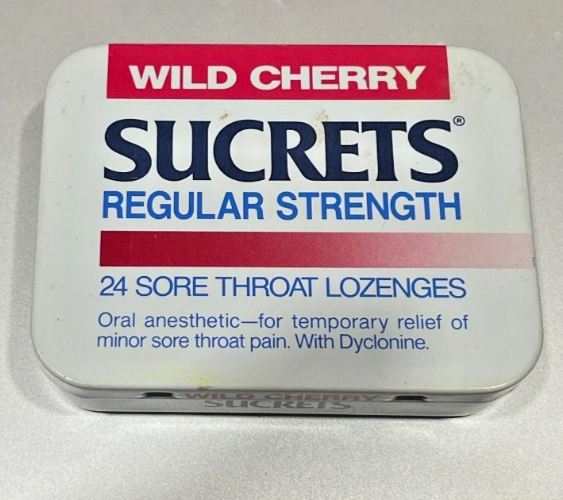 WILD CHERRY
SUCRETS®
REGULAR STRENGTH
24 SORE THROAT LOZENGES
Oral anesthetic—for temporary relief of
minor sore throat pain. With Dyclonine.
WILD CHERRY
SUCRETS